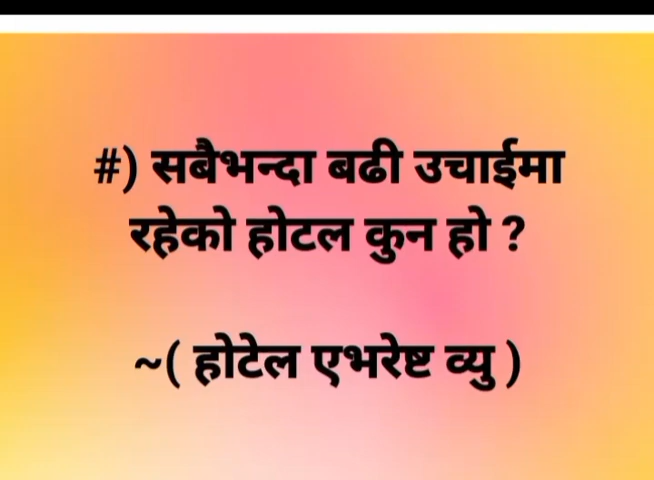 #) सबैभन्दा बढी उचाईमा
रहेको होटल कुन हो ?
~( होटेल एभरेष्ट व्यु )